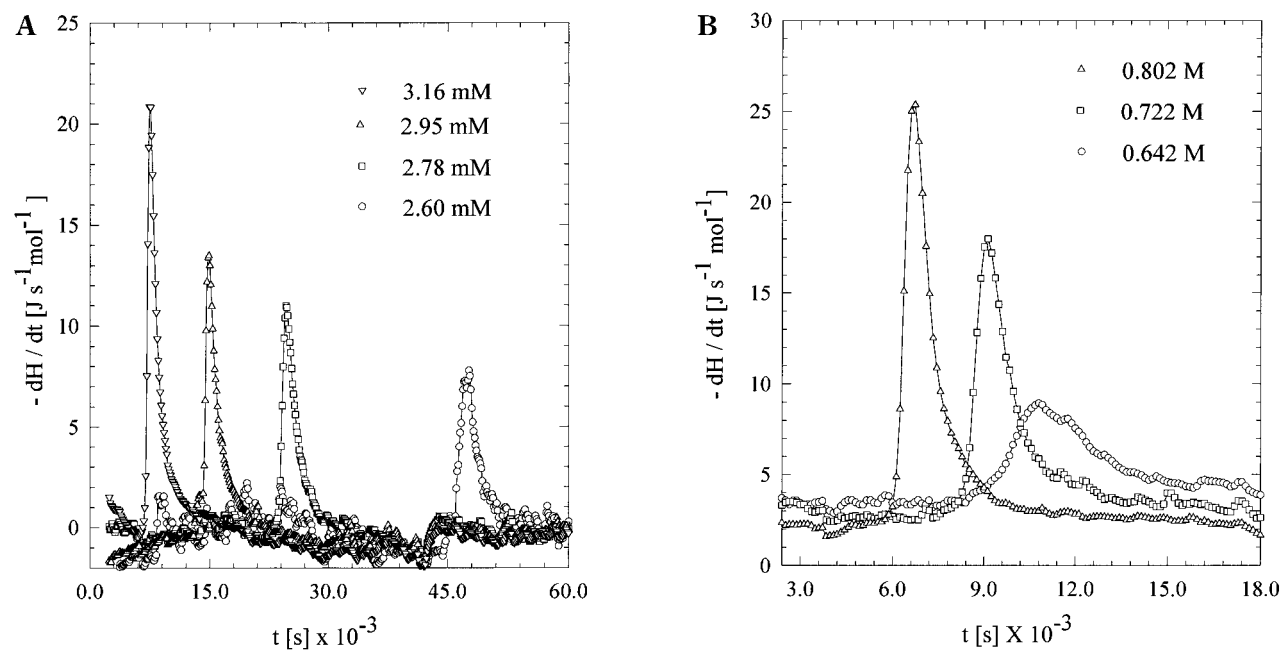 A
25
20
15
10
5
0
0.0 15.0 30.0 45.0 60.0
- dH / dt [J s⁻¹mol⁻¹]
t [s] x 10⁻³
3.16 mM
2.95 mM
2.78 mM
2.60 mM
B
30
25
20
15
10
5
0
3.0 6.0 9.0 12.0 15.0 18.0
- dH / dt [J s⁻¹ mol⁻¹]
t [s] X 10⁻³
0.802 M
0.722 M
0.642 M